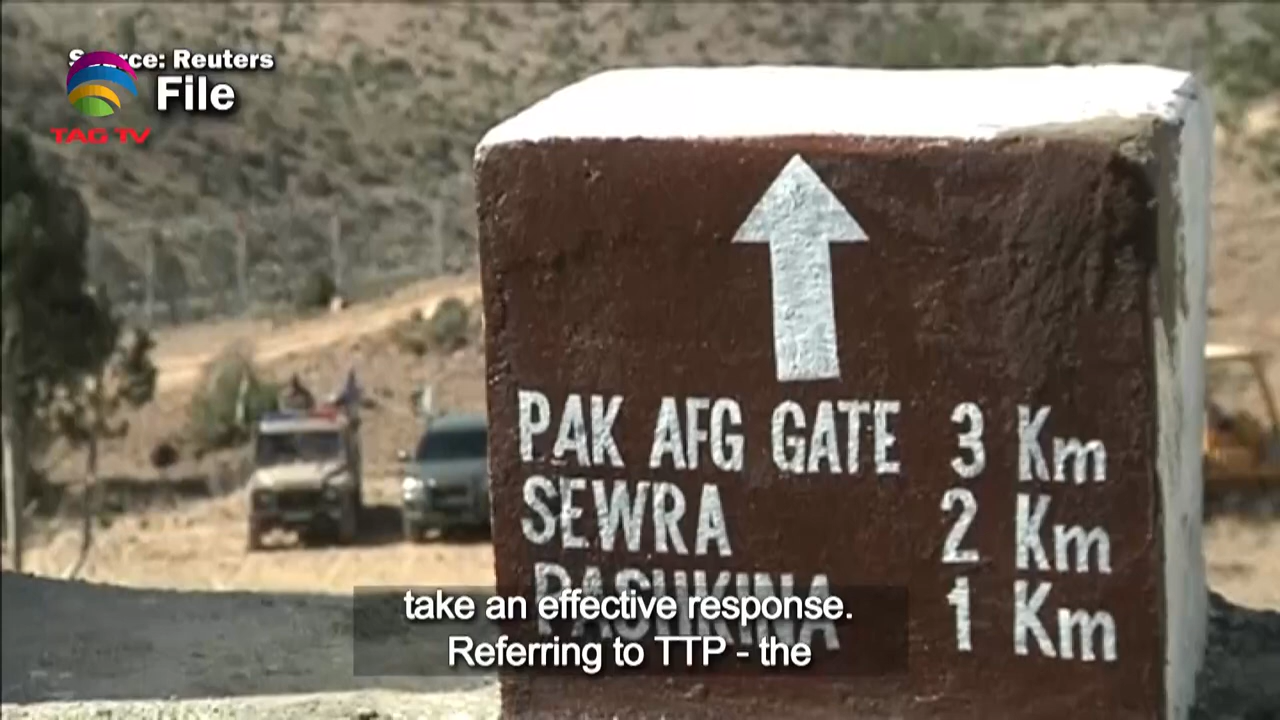 Source: Reuters
File
TAG TV
PAK AFG GATE 3 Km
SEWRA 2 Km
PASHKINA 1 Km
take an effective response.
Referring to TTP - the